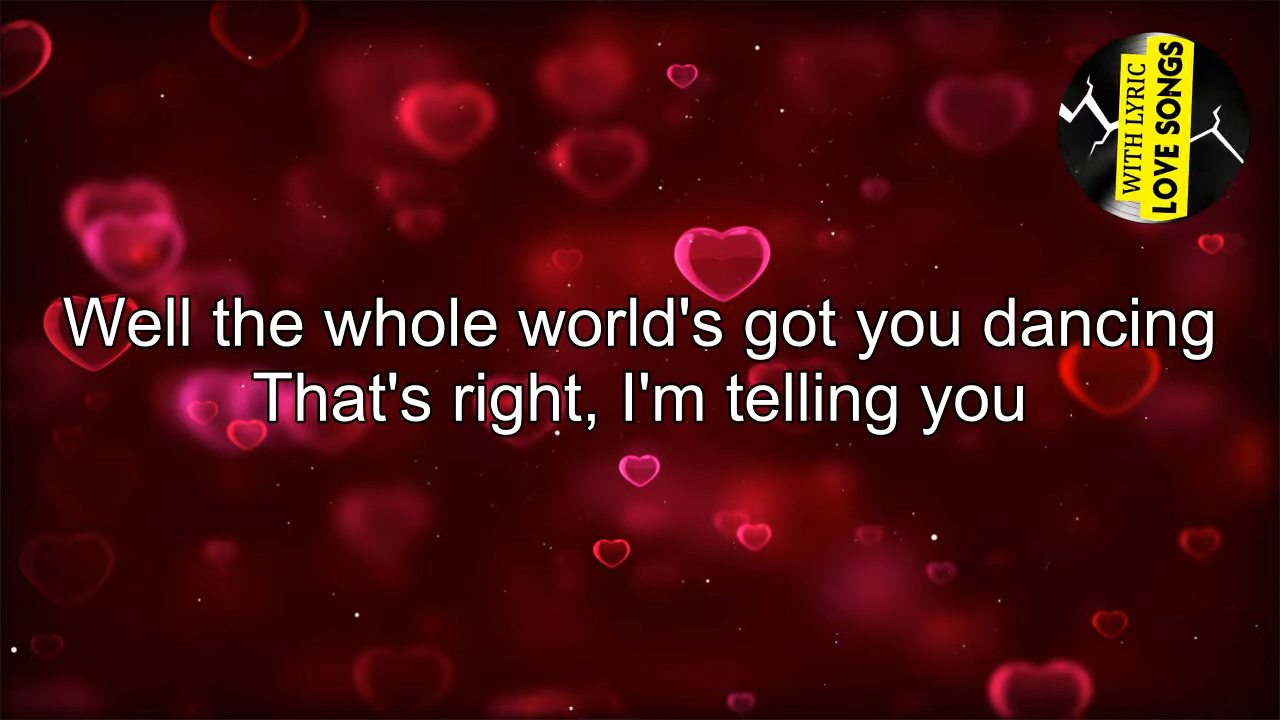 WITH LYRIC
LOVE SONGS
Well the whole world's got you dancing
That's right, I'm telling you